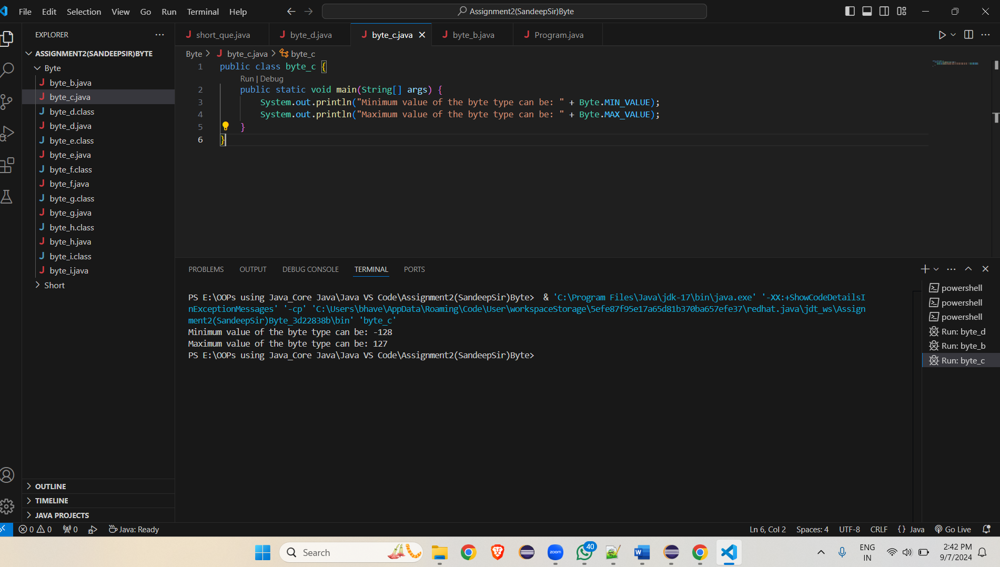 File Edit Selection View Go Run Terminal Help
Assignment2(SandeepSir)Byte
EXPLORER
ASSIGNMENT2(SANDEEPSIR)BYTE
Byte
byte_b.java
byte_c.java
byte_d.class
byte_d.java
byte_e.class
byte_e.java
byte_f.class
byte_f.java
byte_g.class
byte_g.java
byte_h.class
byte_h.java
byte_i.class
byte_i.java
Short
OUTLINE
TIMELINE
JAVA PROJECTS
J short_que.java J byte_d.java J byte_c.java J byte_b.java J Program.java
Byte > J byte_c.java > byte_c
1 public class byte_c {
Run | Debug
2 public static void main(String[] args) {
3 System.out.println("Minimum value of the byte type can be: " + Byte.MIN_VALUE);
4 System.out.println("Maximum value of the byte type can be: " + Byte.MAX_VALUE);
5 }
6 }
PROBLEMS OUTPUT DEBUG CONSOLE TERMINAL PORTS
PS E:\OOPs using Java_Core Java\Java VS Code\Assignment2(SandeepSir)Byte> & 'C:\Program Files\Java\jdk-17\bin\java.exe' '-XX:+ShowCodeDetailsI
nExceptionMessages' '-cp' 'C:\Users\bhave\AppData\Roaming\Code\User\workspaceStorage\5efe87f95e17a65d81b370ba657efe37\redhat.java\jdt_ws\Assign
ment2(SandeepSir)Byte_3d22838b\bin' 'byte_c'
Minimum value of the byte type can be: -128
Maximum value of the byte type can be: 127
PS E:\OOPs using Java_Core Java\Java VS Code\Assignment2(SandeepSir)Byte>
powershell
powershell
powershell
Run: byte_d
Run: byte_b
Run: byte_c
0 0 0 Java: Ready Ln 6, Col 2 Spaces: 4 UTF-8 CRLF {} Java Go Live
Search zoom 40 W ENG
IN
2:42 PM
9/7/2024